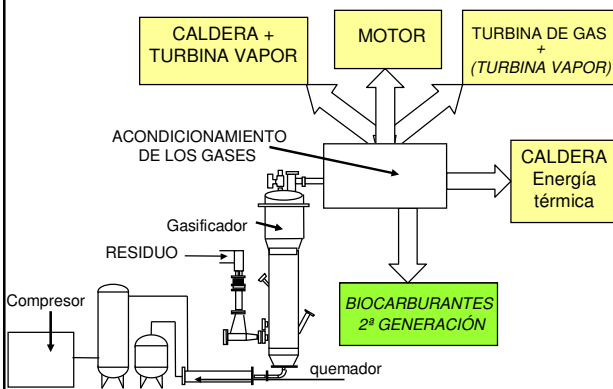 CALDERA +
TURBINA VAPOR
MOTOR
TURBINA DE GAS
+
(TURBINA VAPOR)
ACONDICIONAMIENTO
DE LOS GASES
CALDERA
Energía
térmica
Gasificador
RESIDUO
BIOCARBURANTES
2ª GENERACIÓN
Compresor
quemador